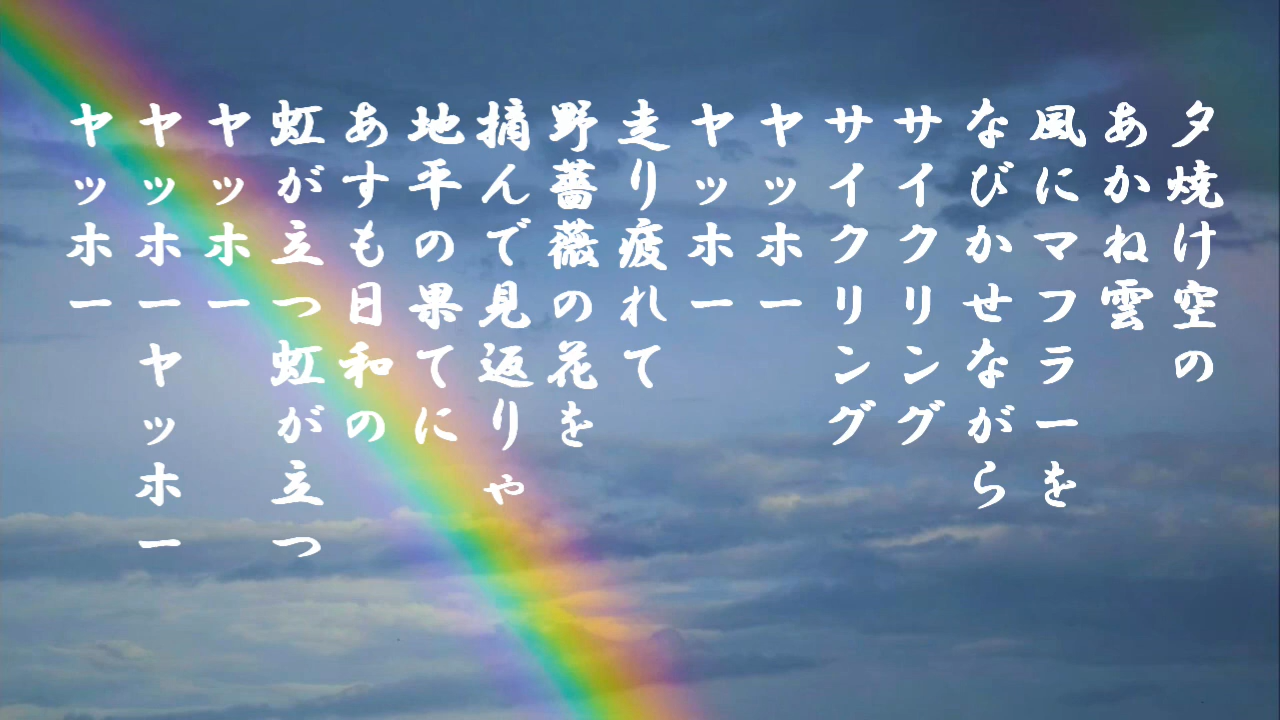 夕焼け空の
あかね雲
風にマフラーを
なびかせながら
サイクリング
サイクリング
ヤッホー
ヤッホー
走り疲れて
野薔薇の花を
摘んで見返りゃ
地平の果てに
あすも日和の
虹が立つ虹が立つ
ヤッホー
ヤッホーヤッホー
ヤッホー